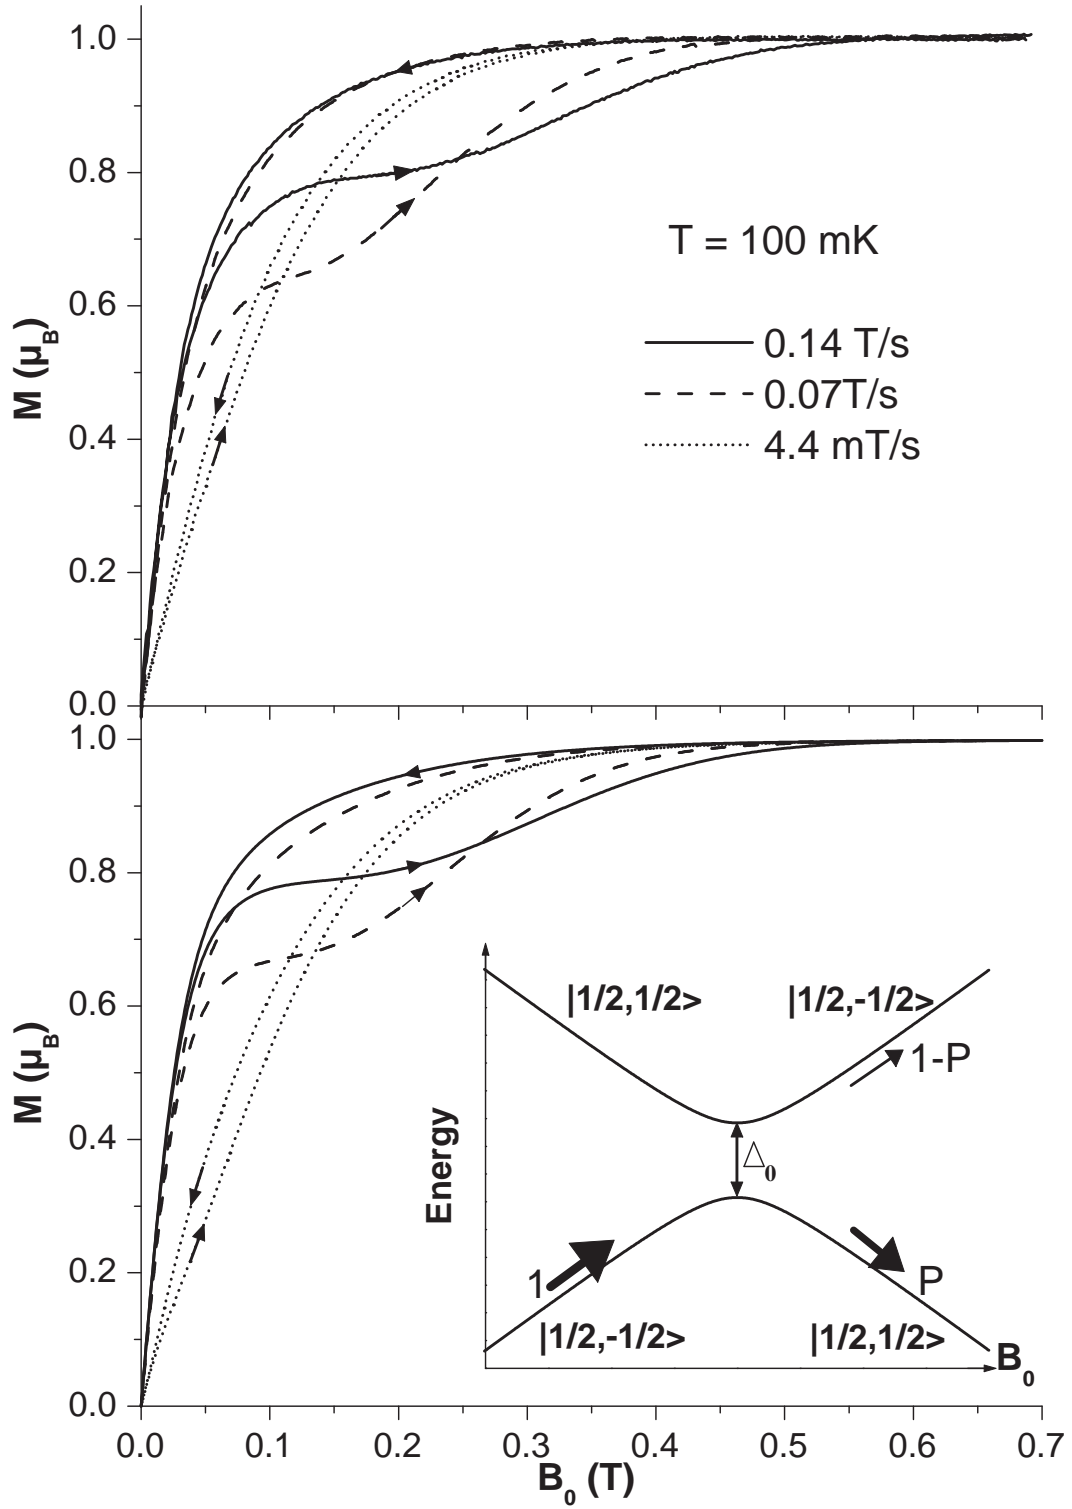 1.0
0.8
0.6
0.4
0.2
0.0
M (μB)
T = 100 mK
0.14 T/s
0.07T/s
4.4 mT/s
1.0
0.8
0.6
0.4
0.2
0.0
M (μB)
|1/2,1/2> |1/2,-1/2>
1-P
Δ0
Energy
1 P
|1/2,-1/2> |1/2,1/2>
B0
0.0 0.1 0.2 0.3 0.4 0.5 0.6 0.7
B0 (T)